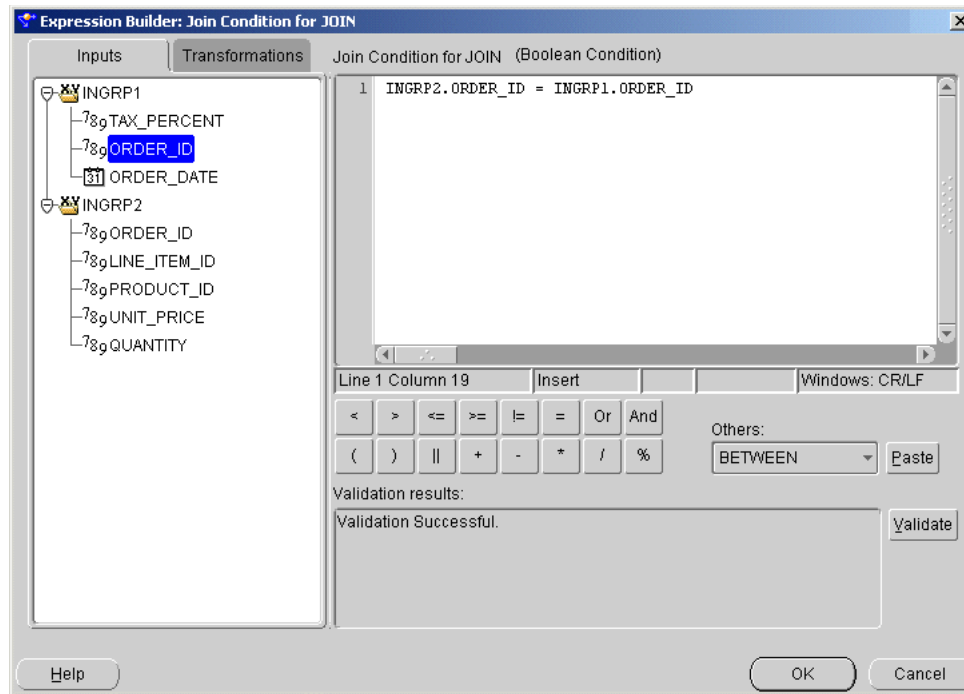 Expression Builder: Join Condition for JOIN
Inputs
Transformations
Join Condition for JOIN (Boolean Condition)
INGRP1
TAX_PERCENT
ORDER_ID
ORDER_DATE
INGRP2
ORDER_ID
LINE_ITEM_ID
PRODUCT_ID
UNIT_PRICE
QUANTITY
1 INGRP2.ORDER_ID = INGRP1.ORDER_ID
Line 1 Column 19
Insert
Windows: CR/LF
< > <= >= != = Or And
( ) || + - * / %
Others:
BETWEEN
Paste
Validation results:
Validation Successful.
Validate
Help
OK
Cancel